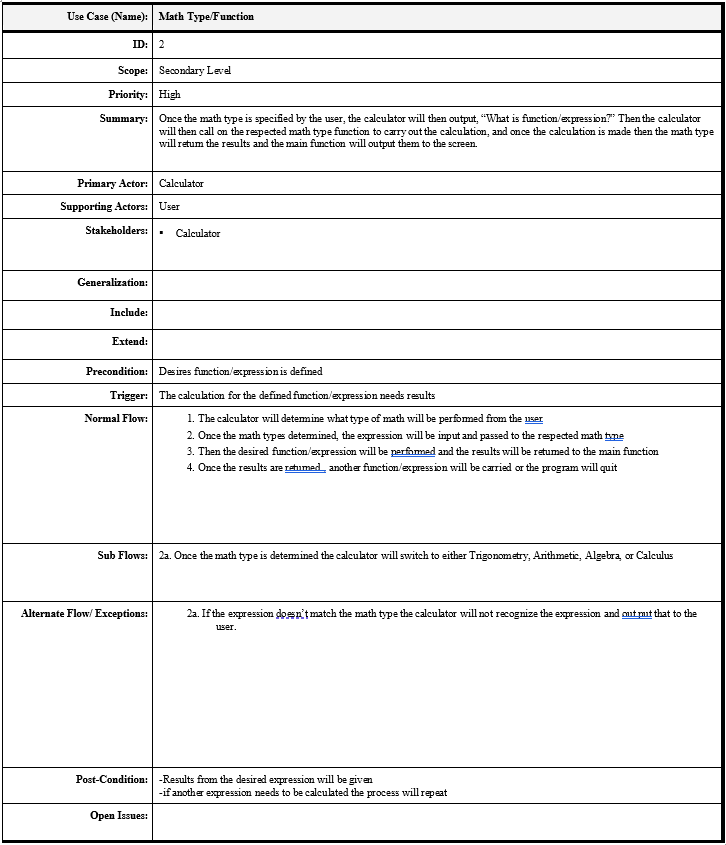 Use Case (Name): Math Type/Function
ID: 2
Scope: Secondary Level
Priority: High
Summary: Once the math type is specified by the user, the calculator will then output, “What is function/expression?” Then the calculator
will then call on the respected math type function to carry out the calculation, and once the calculation is made then the math type
will return the results and the main function will output them to the screen.
Primary Actor: Calculator
Supporting Actors: User
Stakeholders: ▪ Calculator
Generalization:
Include:
Extend:
Precondition: Desires function/expression is defined
Trigger: The calculation for the defined function/expression needs results
Normal Flow: 1. The calculator will determine what type of math will be performed from the user
2. Once the math types determined, the expression will be input and passed to the respected math type
3. Then the desired function/expression will be performed and the results will be returned to the main function
4. Once the results are returned, another function/expression will be carried or the program will quit
Sub Flows: 2a. Once the math type is determined the calculator will switch to either Trigonometry, Arithmetic, Algebra, or Calculus
Alternate Flow/ Exceptions: 2a. If the expression doesn’t match the math type the calculator will not recognize the expression and output that to the
user.
Post-Condition: -Results from the desired expression will be given
-if another expression needs to be calculated the process will repeat
Open Issues: